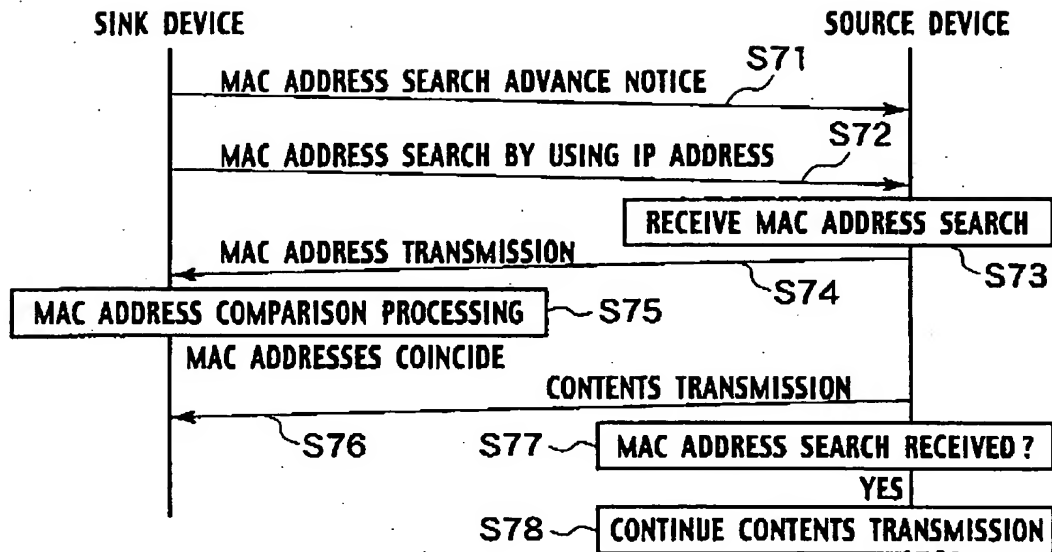 SINK DEVICE
SOURCE DEVICE
S71
MAC ADDRESS SEARCH ADVANCE NOTICE
S72
MAC ADDRESS SEARCH BY USING IP ADDRESS
RECEIVE MAC ADDRESS SEARCH
S73
MAC ADDRESS TRANSMISSION
S74
MAC ADDRESS COMPARISON PROCESSING
S75
MAC ADDRESSES COINCIDE
CONTENTS TRANSMISSION
S76
S77
MAC ADDRESS SEARCH RECEIVED?
YES
S78
CONTINUE CONTENTS TRANSMISSION